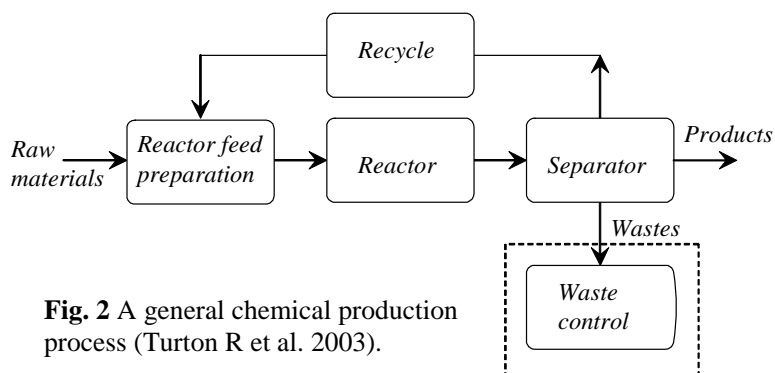 Recycle
Raw
materials
Reactor feed
preparation
Reactor
Separator
Products
Wastes
Waste
control
Fig. 2 A general chemical production
process (Turton R et al. 2003).